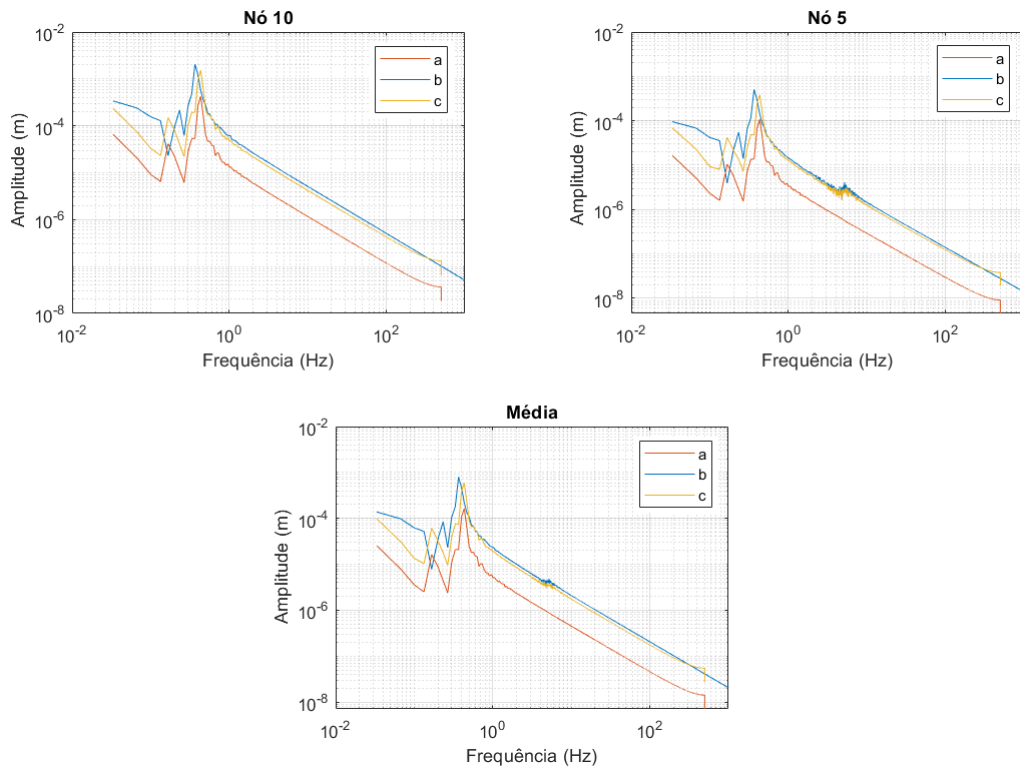 Nó 10
10^-2
10^-4
10^-6
10^-8
Amplitude (m)
a
b
c
10^-2
10^0
10^2
Frequência (Hz)
Nó 5
10^-2
10^-4
10^-6
10^-8
Amplitude (m)
a
b
c
10^-2
10^0
10^2
Frequência (Hz)
Média
10^-2
10^-4
10^-6
10^-8
Amplitude (m)
a
b
c
10^-2
10^0
10^2
Frequência (Hz)